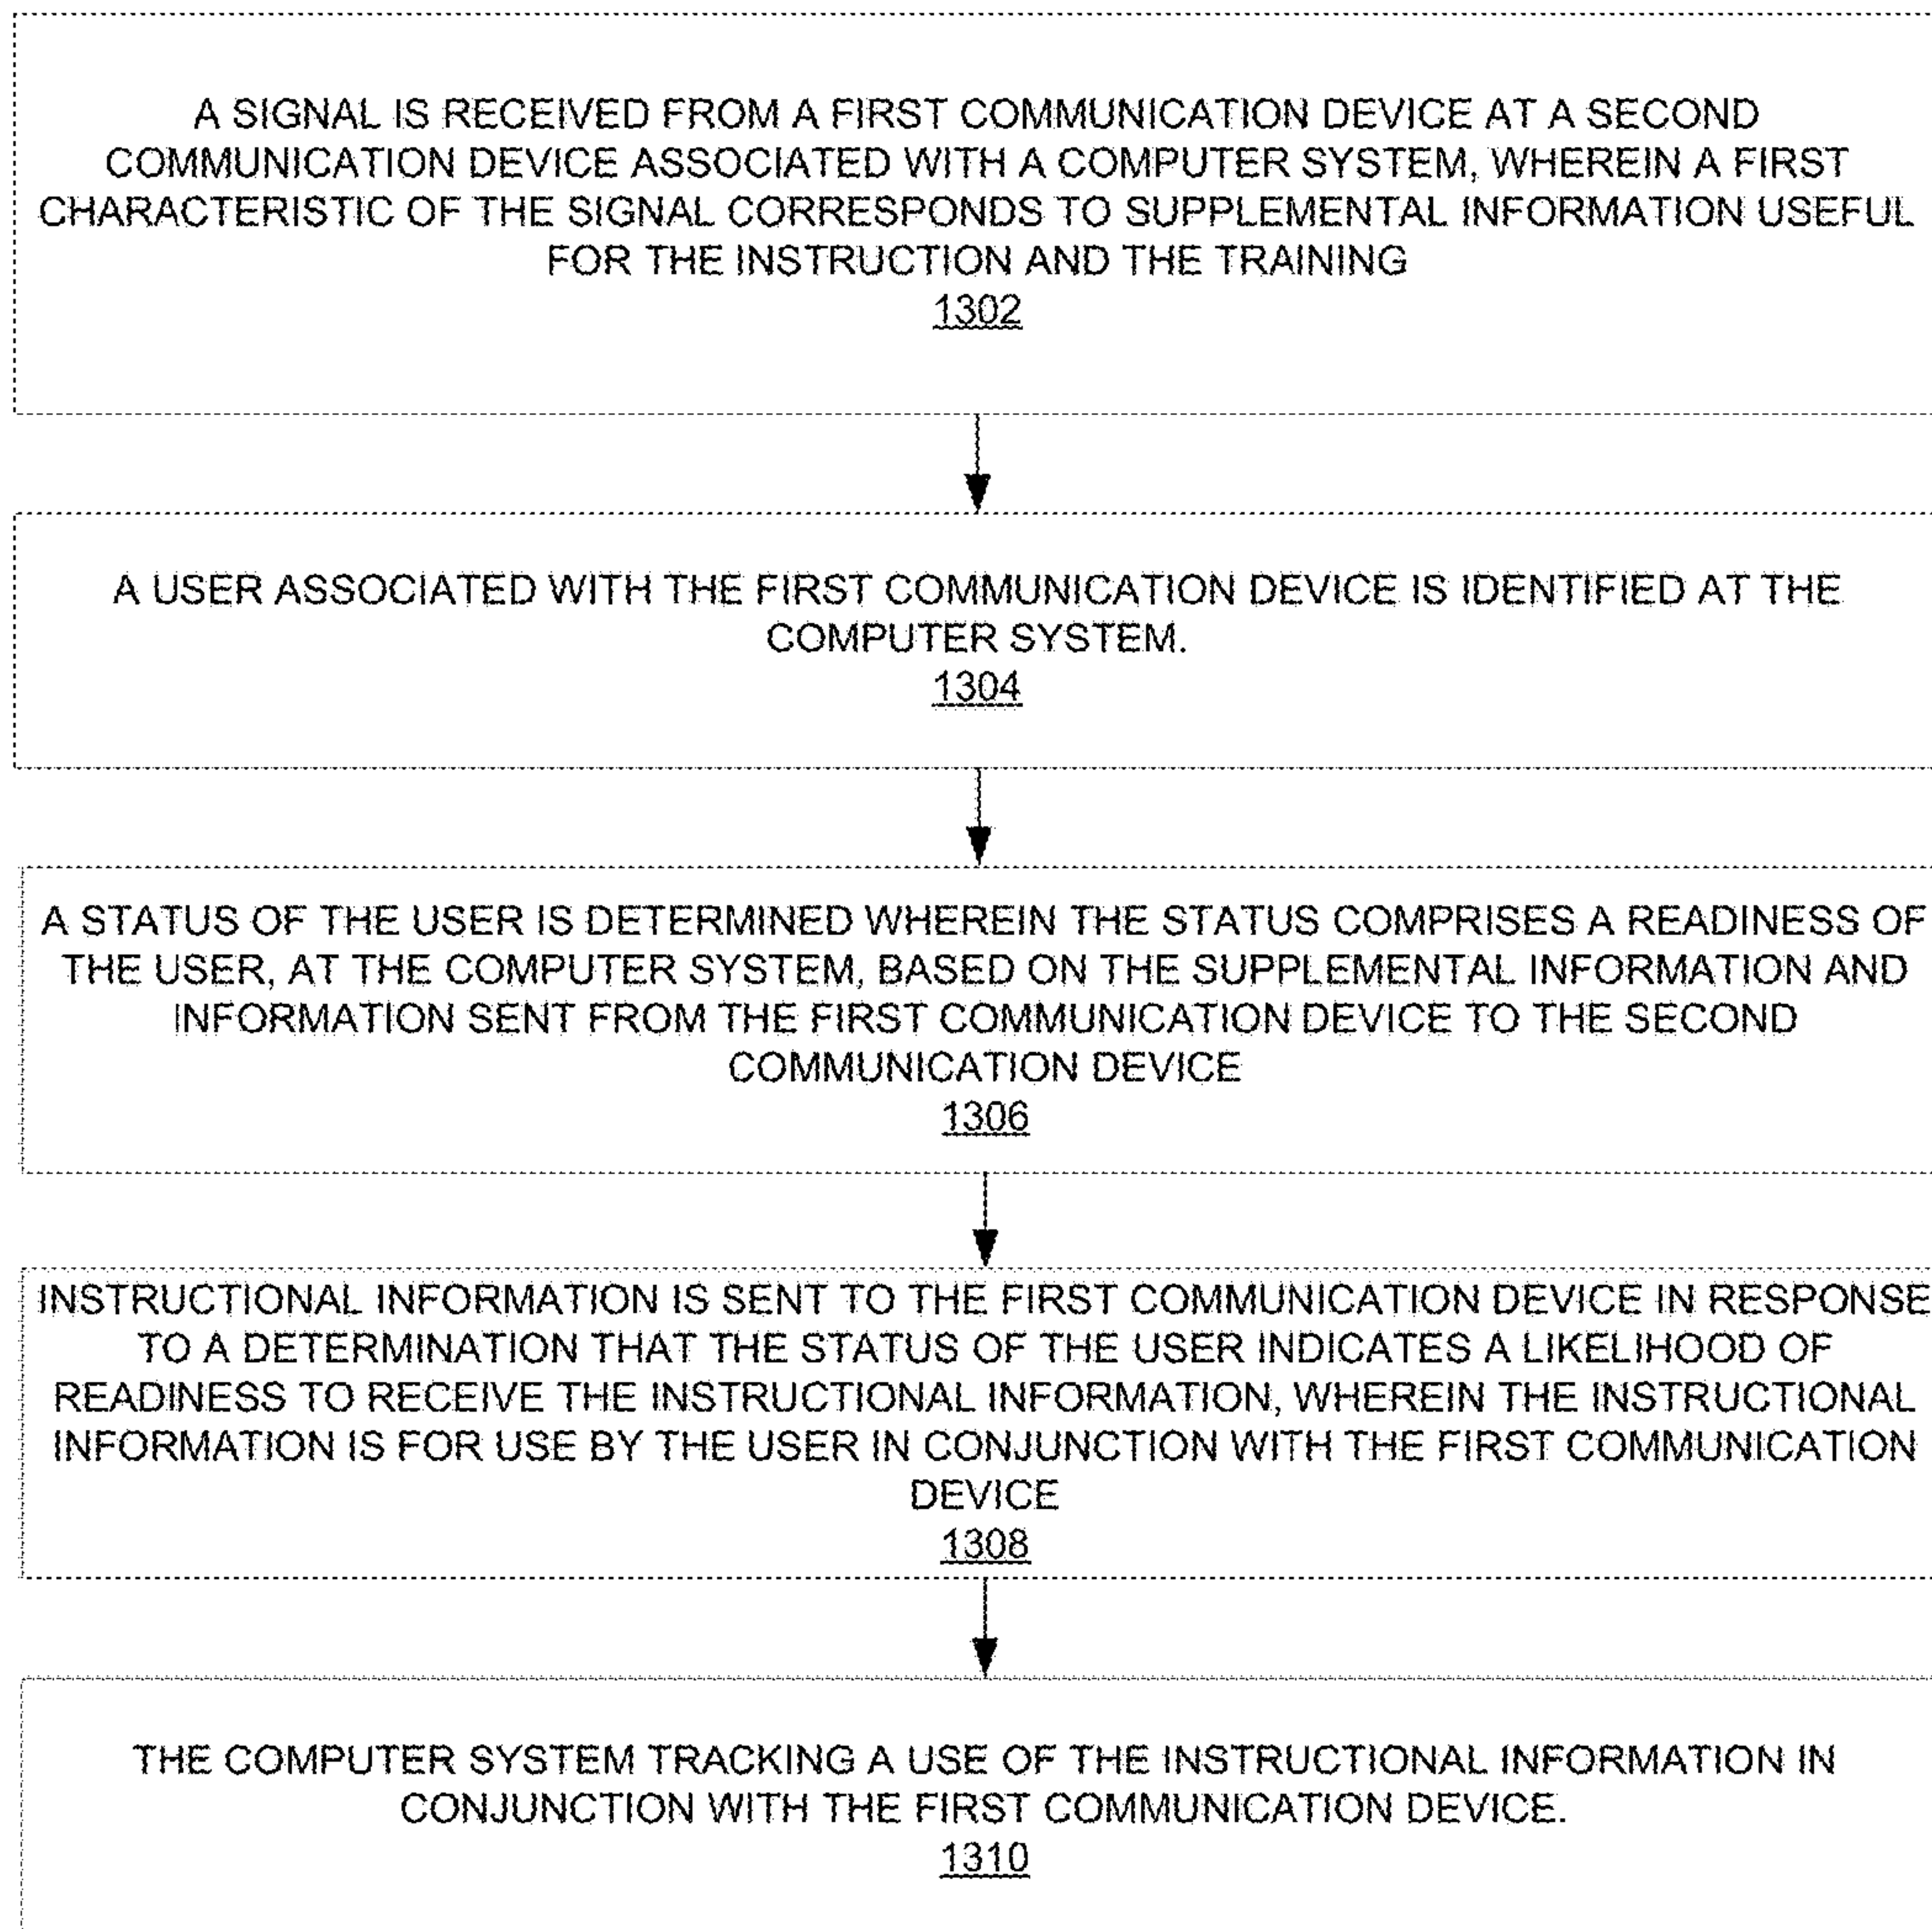 A SIGNAL IS RECEIVED FROM A FIRST COMMUNICATION DEVICE AT A SECOND
COMMUNICATION DEVICE ASSOCIATED WITH A COMPUTER SYSTEM, WHEREIN A FIRST
CHARACTERISTIC OF THE SIGNAL CORRESPONDS TO SUPPLEMENTAL INFORMATION USEFUL
FOR THE INSTRUCTION AND THE TRAINING
1302
A USER ASSOCIATED WITH THE FIRST COMMUNICATION DEVICE IS IDENTIFIED AT THE
COMPUTER SYSTEM.
1304
A STATUS OF THE USER IS DETERMINED WHEREIN THE STATUS COMPRISES A READINESS OF
THE USER, AT THE COMPUTER SYSTEM, BASED ON THE SUPPLEMENTAL INFORMATION AND
INFORMATION SENT FROM THE FIRST COMMUNICATION DEVICE TO THE SECOND
COMMUNICATION DEVICE
1306
INSTRUCTIONAL INFORMATION IS SENT TO THE FIRST COMMUNICATION DEVICE IN RESPONSE
TO A DETERMINATION THAT THE STATUS OF THE USER INDICATES A LIKELIHOOD OF
READINESS TO RECEIVE THE INSTRUCTIONAL INFORMATION, WHEREIN THE INSTRUCTIONAL
INFORMATION IS FOR USE BY THE USER IN CONJUNCTION WITH THE FIRST COMMUNICATION
DEVICE
1308
THE COMPUTER SYSTEM TRACKING A USE OF THE INSTRUCTIONAL INFORMATION IN
CONJUNCTION WITH THE FIRST COMMUNICATION DEVICE.
1310